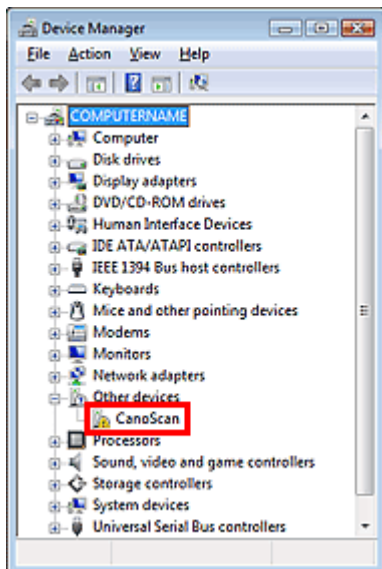 Device Manager
File Action View Help
COMPUTERNAME
Computer
Disk drives
Display adapters
DVD/CD-ROM drives
Human Interface Devices
IDE ATA/ATAPI controllers
IEEE 1394 Bus host controllers
Keyboards
Mice and other pointing devices
Modems
Monitors
Network adapters
Other devices
CanoScan
Processors
Sound, video and game controllers
Storage controllers
System devices
Universal Serial Bus controllers